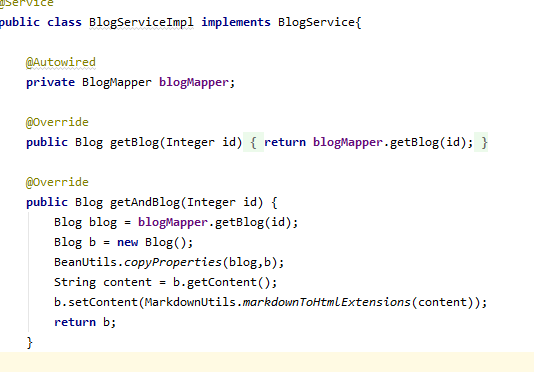 @Service
public class BlogServiceImpl implements BlogService{
@Autowired
private BlogMapper blogMapper;
@Override
public Blog getBlog(Integer id) { return blogMapper.getBlog(id); }
@Override
public Blog getAndBlog(Integer id) {
Blog blog = blogMapper.getBlog(id);
Blog b = new Blog();
BeanUtils.copyProperties(blog,b);
String content = b.getContent();
b.setContent(MarkdownUtils.markdownToHtmlExtensions(content));
return b;
}